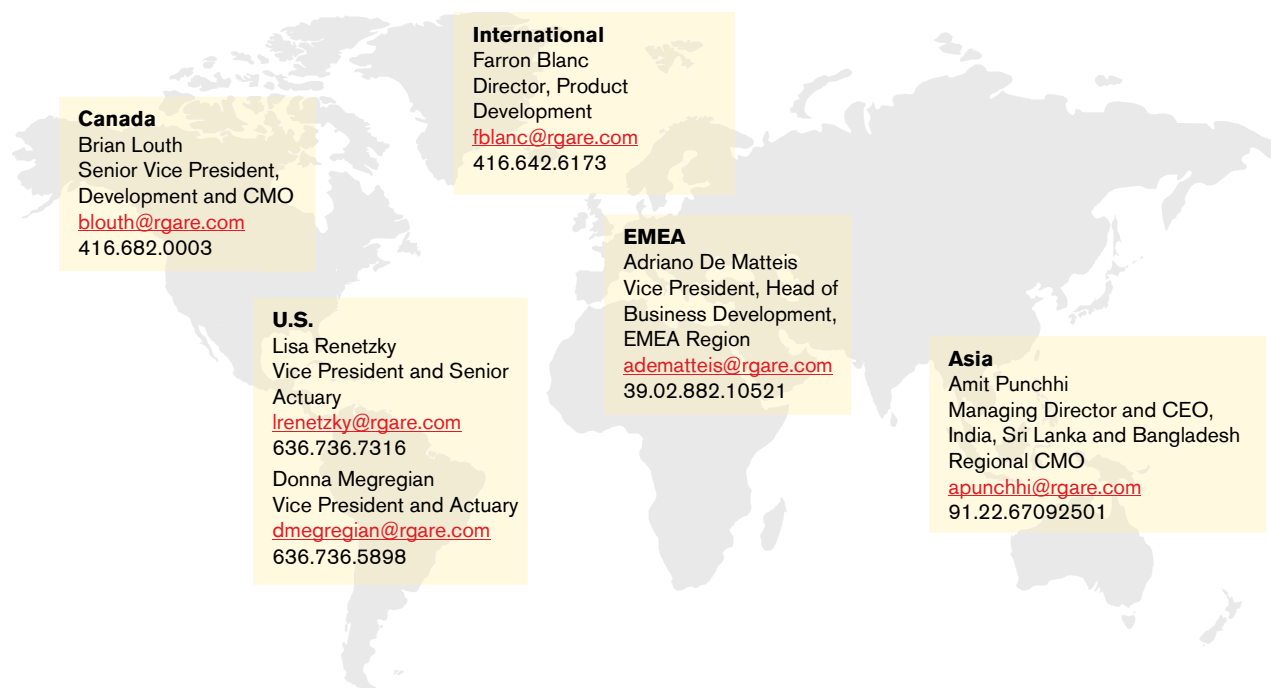 International
Farron Blanc
Director, Product
Development
fblanc@rgare.com
416.642.6173
Canada
Brian Louth
Senior Vice President,
Development and CMO
blouth@rgare.com
416.682.0003
EMEA
Adriano De Matteis
Vice President, Head of
Business Development,
EMEA Region
adematteis@rgare.com
39.02.882.10521
U.S.
Lisa Renetzky
Vice President and Senior
Actuary
lrenetzky@rgare.com
636.736.7316
Donna Megregian
Vice President and Actuary
dmegregian@rgare.com
636.736.5898
Asia
Amit Punchhi
Managing Director and CEO,
India, Sri Lanka and Bangladesh
Regional CMO
apunchhi@rgare.com
91.22.67092501